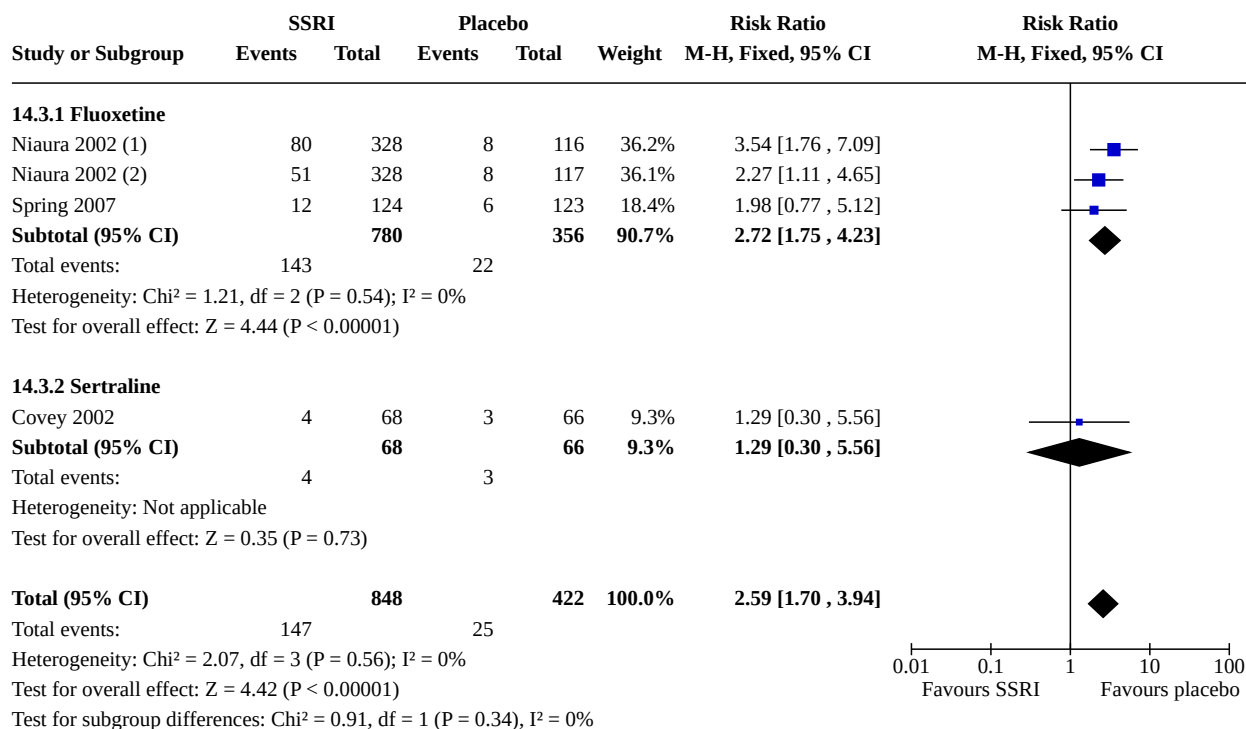 SSRI Placebo Risk Ratio Risk Ratio
Study or Subgroup Events Total Events Total Weight M-H, Fixed, 95% CI M-H, Fixed, 95% CI
14.3.1 Fluoxetine
Niaura 2002 (1) 80 328 8 116 36.2% 3.54 [1.76 , 7.09]
Niaura 2002 (2) 51 328 8 117 36.1% 2.27 [1.11 , 4.65]
Spring 2007 12 124 6 123 18.4% 1.98 [0.77 , 5.12]
Subtotal (95% CI) 780 356 90.7% 2.72 [1.75 , 4.23]
Total events: 143 22
Heterogeneity: Chi² = 1.21, df = 2 (P = 0.54); I² = 0%
Test for overall effect: Z = 4.44 (P < 0.00001)
14.3.2 Sertraline
Covey 2002 4 68 3 66 9.3% 1.29 [0.30 , 5.56]
Subtotal (95% CI) 68 66 9.3% 1.29 [0.30 , 5.56]
Total events: 4 3
Heterogeneity: Not applicable
Test for overall effect: Z = 0.35 (P = 0.73)
Total (95% CI) 848 422 100.0% 2.59 [1.70 , 3.94]
Total events: 147 25
Heterogeneity: Chi² = 2.07, df = 3 (P = 0.56); I² = 0%
Test for overall effect: Z = 4.42 (P < 0.00001)
Test for subgroup differences: Chi² = 0.91, df = 1 (P = 0.34), I² = 0%
0.01 0.1 1 10 100
Favours SSRI Favours placebo